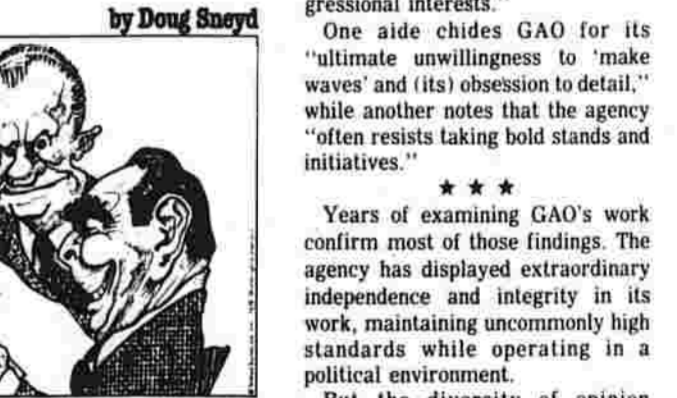 by Doug Sneyd
gressional interests."
One aide chides GAO for its
"ultimate unwillingness to 'make
waves' and (its) obsession to detail,"
while another notes that the agency
"often resists taking bold stands and
initiatives."
★ ★ ★
Years of examining GAO's work
confirm most of those findings. The
agency has displayed extraordinary
independence and integrity in its
work, maintaining uncommonly high
standards while operating in a
political environment.
But the diversity of opinion